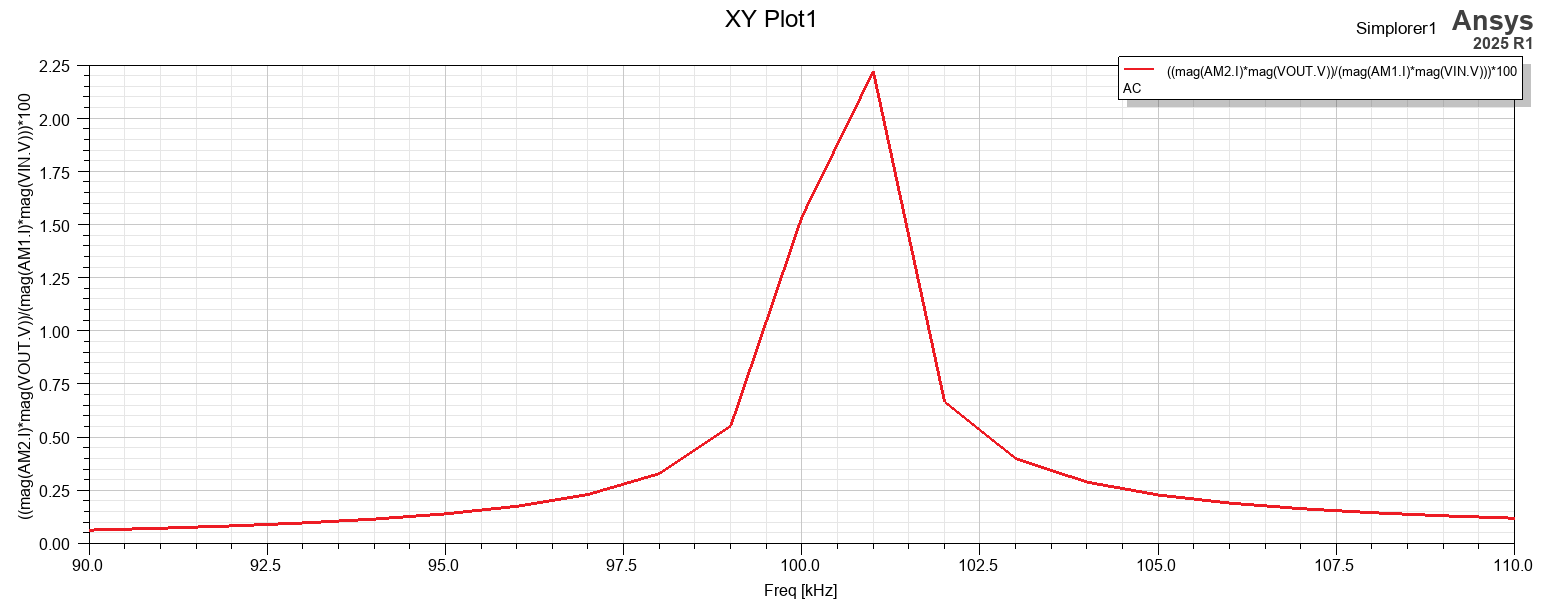 XY Plot1
Simplorer1
Ansys
2025 R1
((mag(AM2.I)*mag(VOUT.V))/(mag(AM1.I)*mag(VIN.V)))*100
AC
((mag(AM2.I)*mag(VOUT.V))/(mag(AM1.I)*mag(VIN.V)))*100
2.25
2.00
1.75
1.50
1.25
1.00
0.75
0.50
0.25
0.00
90.0 92.5 95.0 97.5 100.0 102.5 105.0 107.5 110.0
Freq [kHz]